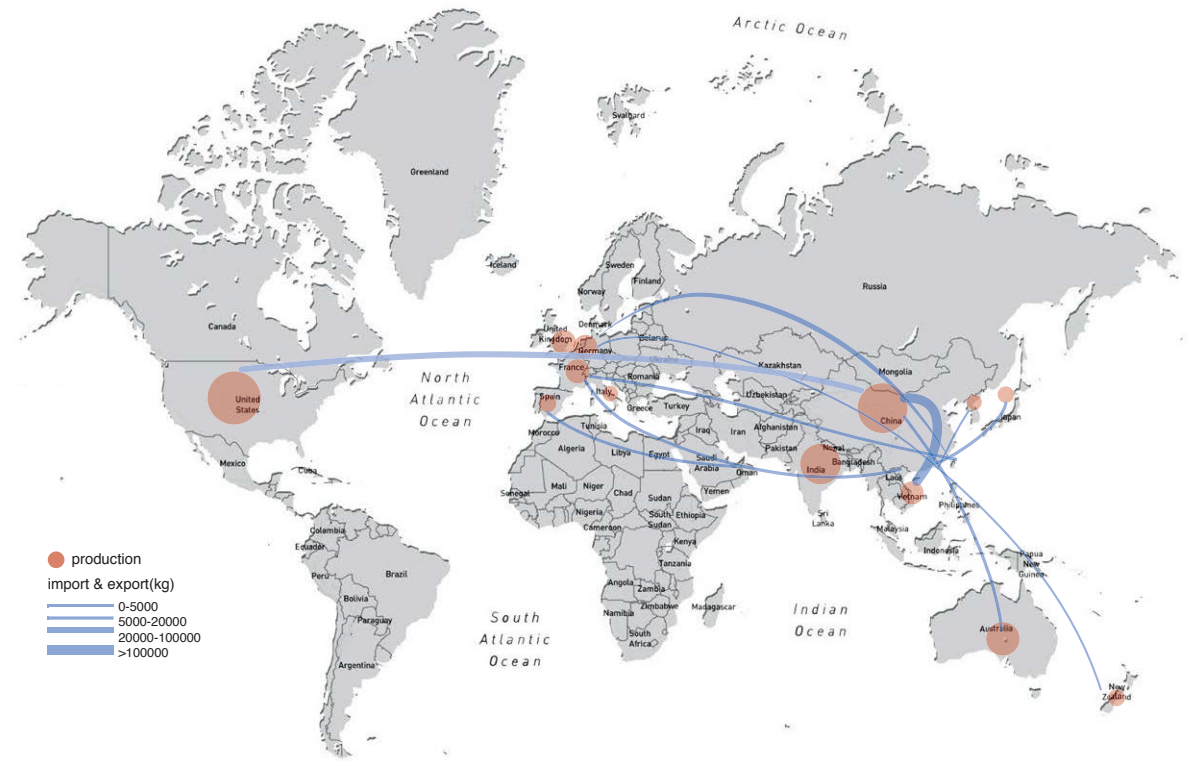 Arctic Ocean
Svalbard
Greenland
Iceland
Sweden
Finland
Norway
Russia
Canada
United
Kingdom
Denmark
Belarus
Germany
Ukraine
Kazakhstan
Mongolia
France
Romania
North
Atlantic
Ocean
United
States
Spain
Italy
Greece
Turkey
Uzbekistan
China
Japan
Morocco
Tunisia
Algeria
Libya
Egypt
Iraq
Iran
Afghanistan
Pakistan
Nepal
Mexico
Cuba
Saudi
Arabia
Oman
India
Bangladesh
Laos
Vietnam
Senegal
Mali
Niger
Chad
Sudan
Yemen
Philippines
Nigeria
South
Sudan
Ethiopia
Sri
Lanka
Cameroon
Malaysia
Colombia
Ecuador
Kenya
Indonesia
Papua
New
Guinea
Peru
Brazil
Tanzania
Bolivia
Angola
Zambia
Paraguay
Namibia
Zimbabwe
Madagascar
South
Africa
South
Atlantic
Ocean
Indian
Ocean
Australia
Argentina
New
Zealand
production
import & export(kg)
0-5000
5000-20000
20000-100000
>100000